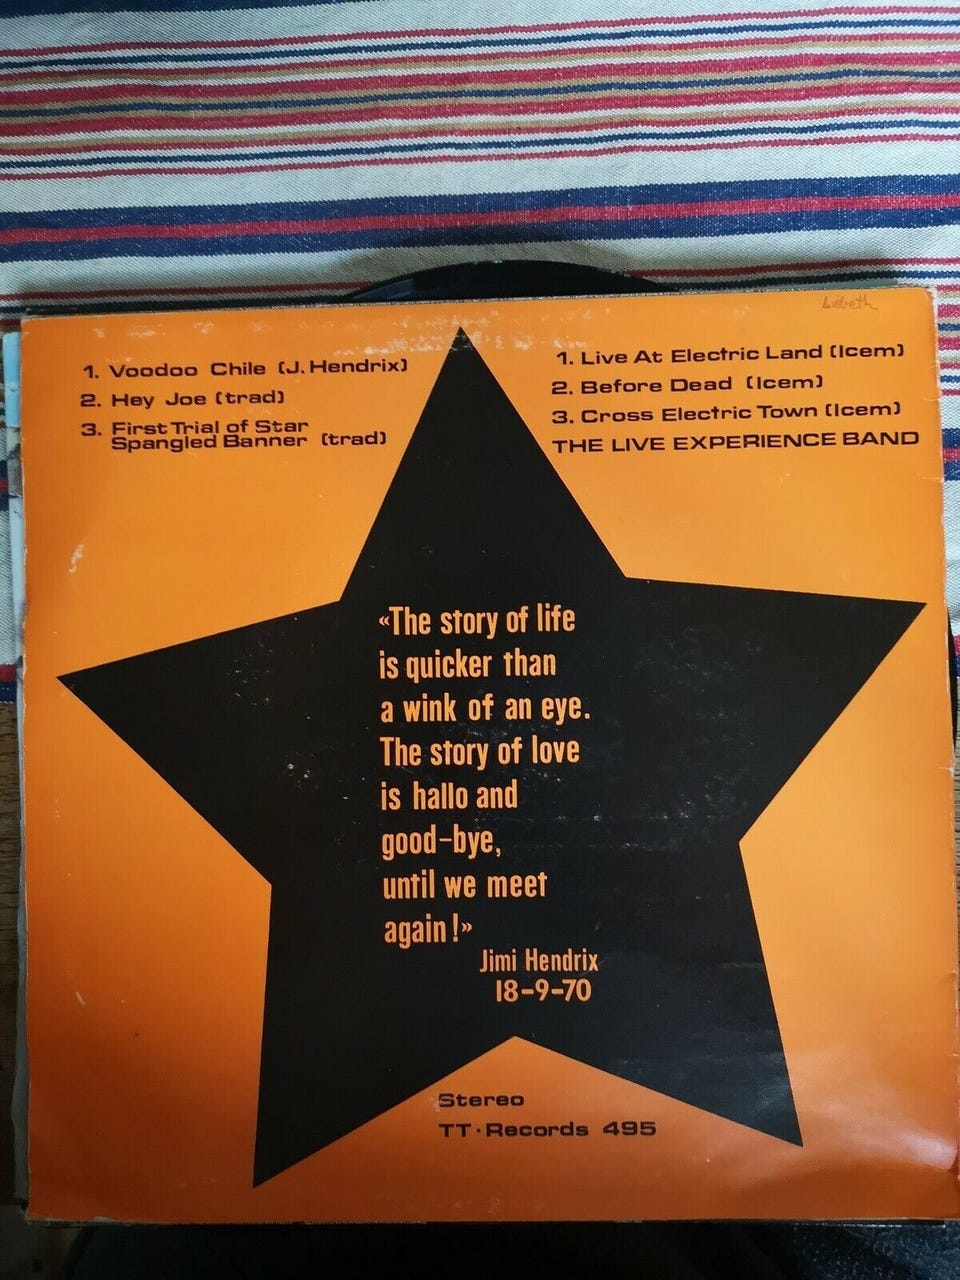 1. Voodoo Chile (J. Hendrix)
2. Hey Joe (trad)
3. First Trial of Star
Spangled Banner (trad)
1. Live At Electric Land (Icem)
2. Before Dead (Icem)
3. Cross Electric Town (Icem)
THE LIVE EXPERIENCE BAND
«The story of life
is quicker than
a wink of an eye.
The story of love
is hallo and
good-bye,
until we meet
again!»
Jimi Hendrix
18-9-70
Stereo
TT·Records 495